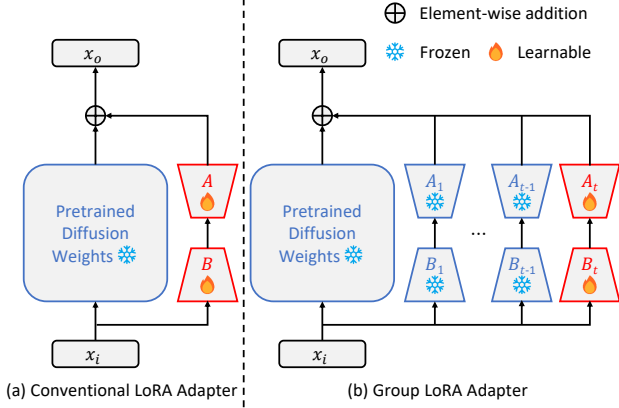 Element-wise addition
Frozen
Learnable
x_o
Pretrained
Diffusion
Weights
A
B
x_i
(a) Conventional LoRA Adapter
x_o
Pretrained
Diffusion
Weights
A_1
A_{t-1}
A_t
...
B_1
B_{t-1}
B_t
x_i
(b) Group LoRA Adapter